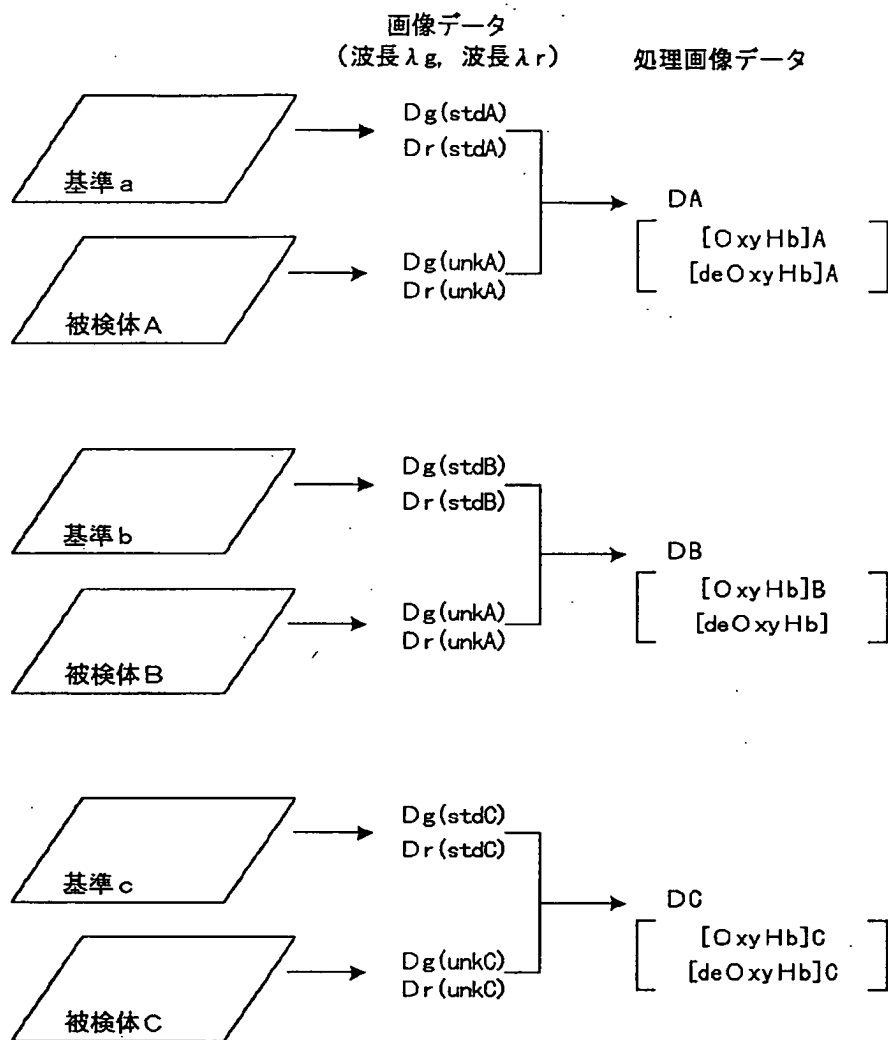 画像データ
(波長λg, 波長λr)
処理画像データ
基準a
Dg(stdA)
Dr(stdA)
被検体A
Dg(unkA)
Dr(unkA)
DA
[OxyHb]A
[deOxyHb]A
基準b
Dg(stdB)
Dr(stdB)
被検体B
Dg(unkA)
Dr(unkA)
DB
[OxyHb]B
[deOxyHb]
基準c
Dg(stdC)
Dr(stdC)
被検体C
Dg(unkC)
Dr(unkC)
DC
[OxyHb]C
[deOxyHb]C